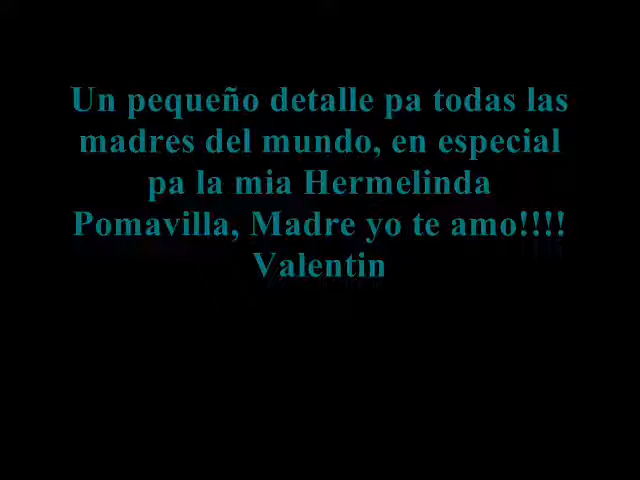 Un pequeño detalle pa todas las
madres del mundo, en especial
pa la mia Hermelinda
Pomavilla, Madre yo te amo!!!!
Valentin